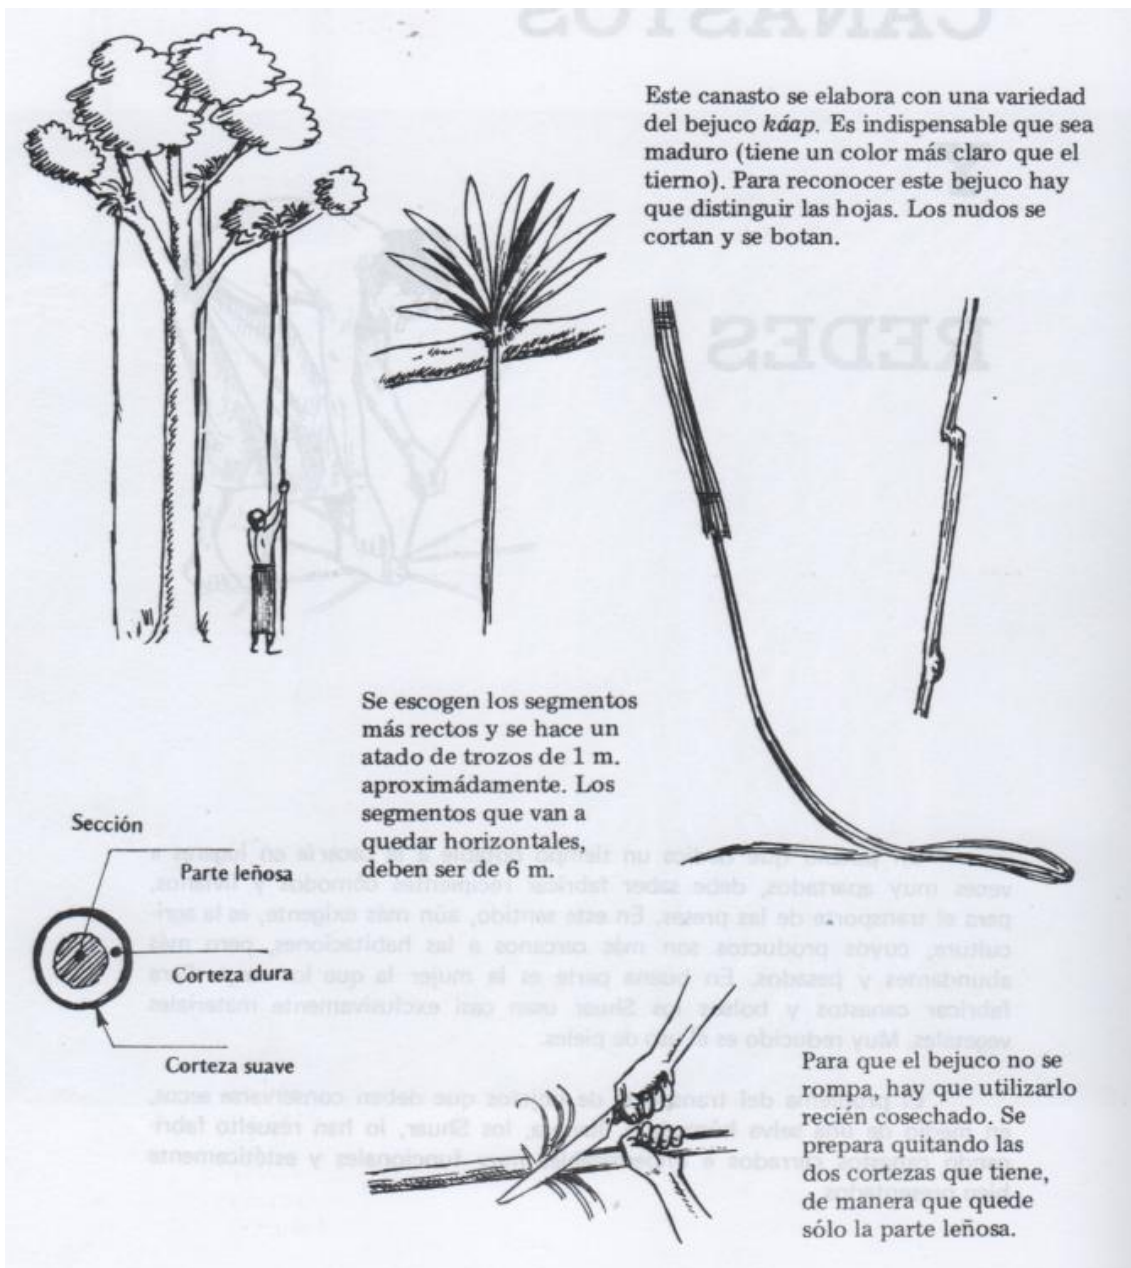 Este canasto se elabora con una variedad
del bejuco káap. Es indispensable que sea
maduro (tiene un color más claro que el
tierno). Para reconocer este bejuco hay
que distinguir las hojas. Los nudos se
cortan y se botan.
Se escogen los segmentos
más rectos y se hace un
atado de trozos de 1 m.
aproximádamente. Los
segmentos que van a
quedar horizontales,
deben ser de 6 m.
Sección
Parte leñosa
Corteza dura
Corteza suave
Para que el bejuco no se
rompa, hay que utilizarlo
recién cosechado. Se
prepara quitando las
dos cortezas que tiene,
de manera que quede
sólo la parte leñosa.